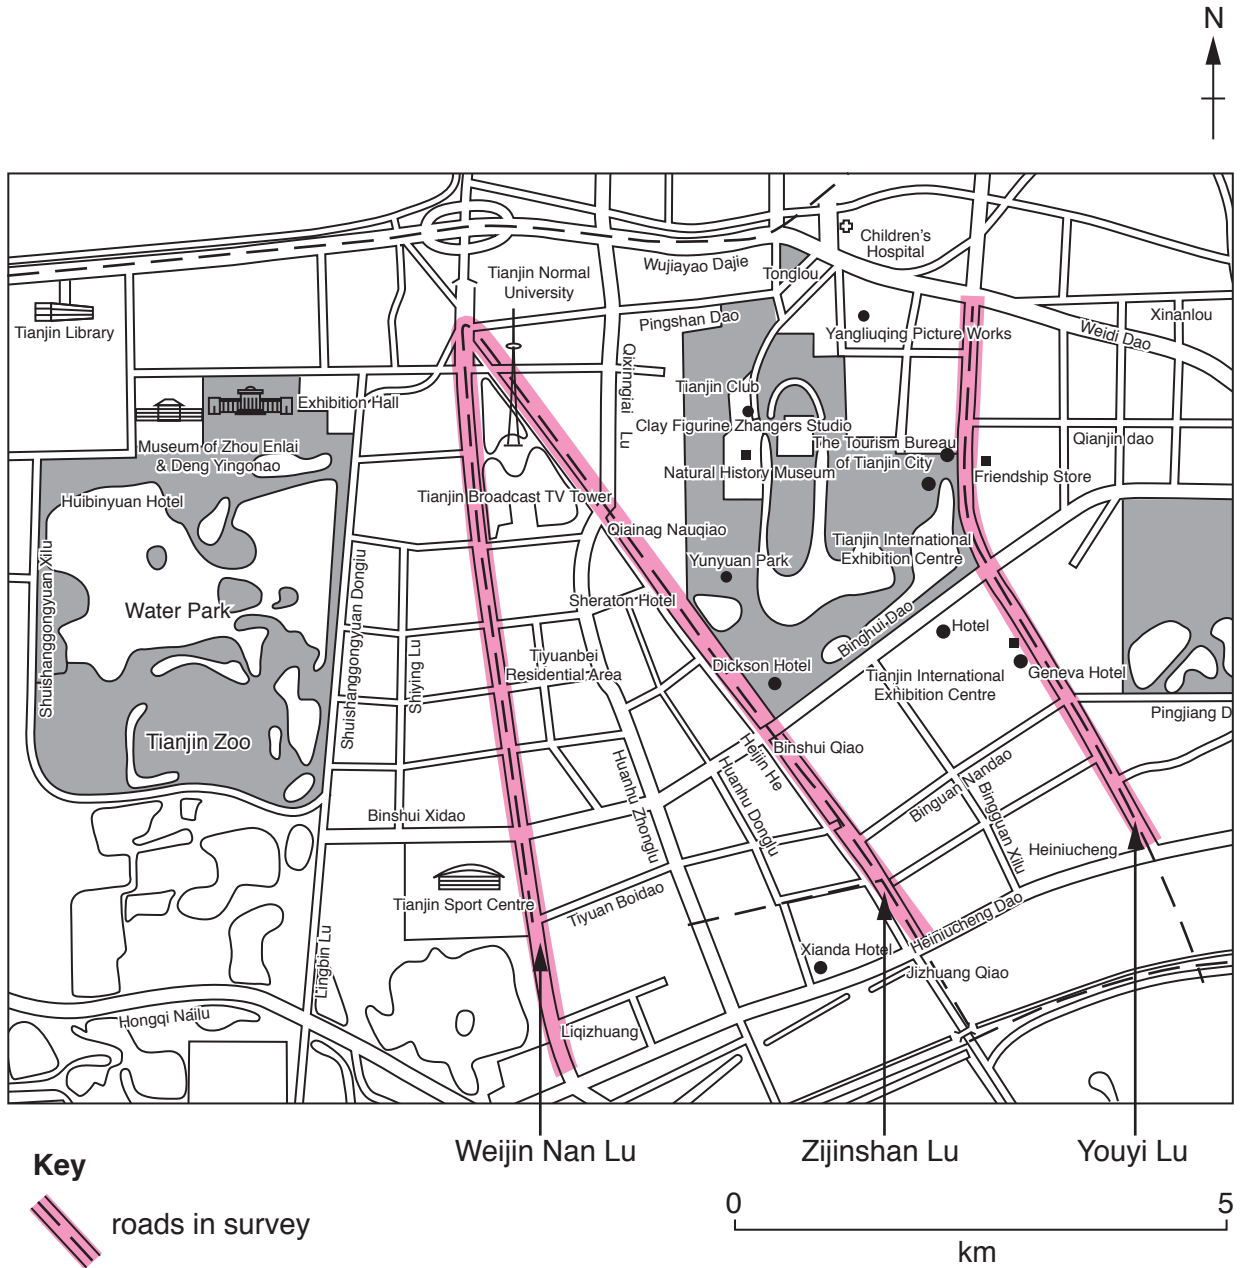 N
Children's
Hospital
Wujiayao Dajie
Tonglou
Tianjin Normal
University
Tianjin Library
Pingshan Dao
Yangliuqing Picture Works
Xinanlou
Weidi Dao
Qixinngiai Lu
Tianjin Club
Exhibition Hall
Clay Figurine Zhangers Studio
The Tourism Bureau
of Tianjin City
Qianjin dao
Museum of Zhou Enlai
& Deng Yingonao
Natural History Museum
Friendship Store
Huibinyuan Hotel
Tianjin Broadcast TV Tower
Qiainag Nauqiao
Tianjin International
Exhibition Centre
Yunyuan Park
Shuishanggongyuan Xilu
Water Park
Shuishanggongyuan Dongiu
Sheraton Hotel
Binghui Dao
Hotel
Shiying Lu
Tiyuanbei
Residential Area
Dickson Hotel
Tianjin International
Exhibition Centre
Geneva Hotel
Pingjiang D
Tianjin Zoo
Binshui Qiao
Heijin He
Huanhu Zhonglu
Huanhu Donglu
Binguan Nandao
Binguan Xilu
Binshui Xidao
Heiniucheng
Tianjin Sport Centre
Tiyuan Boidao
Heiniucheng Dao
Lingbin Lu
Xianda Hotel
Jizhuang Qiao
Hongqi Nailu
Liqizhuang
Weijin Nan Lu
Zijinshan Lu
Youyi Lu
Key
roads in survey
0
5
km